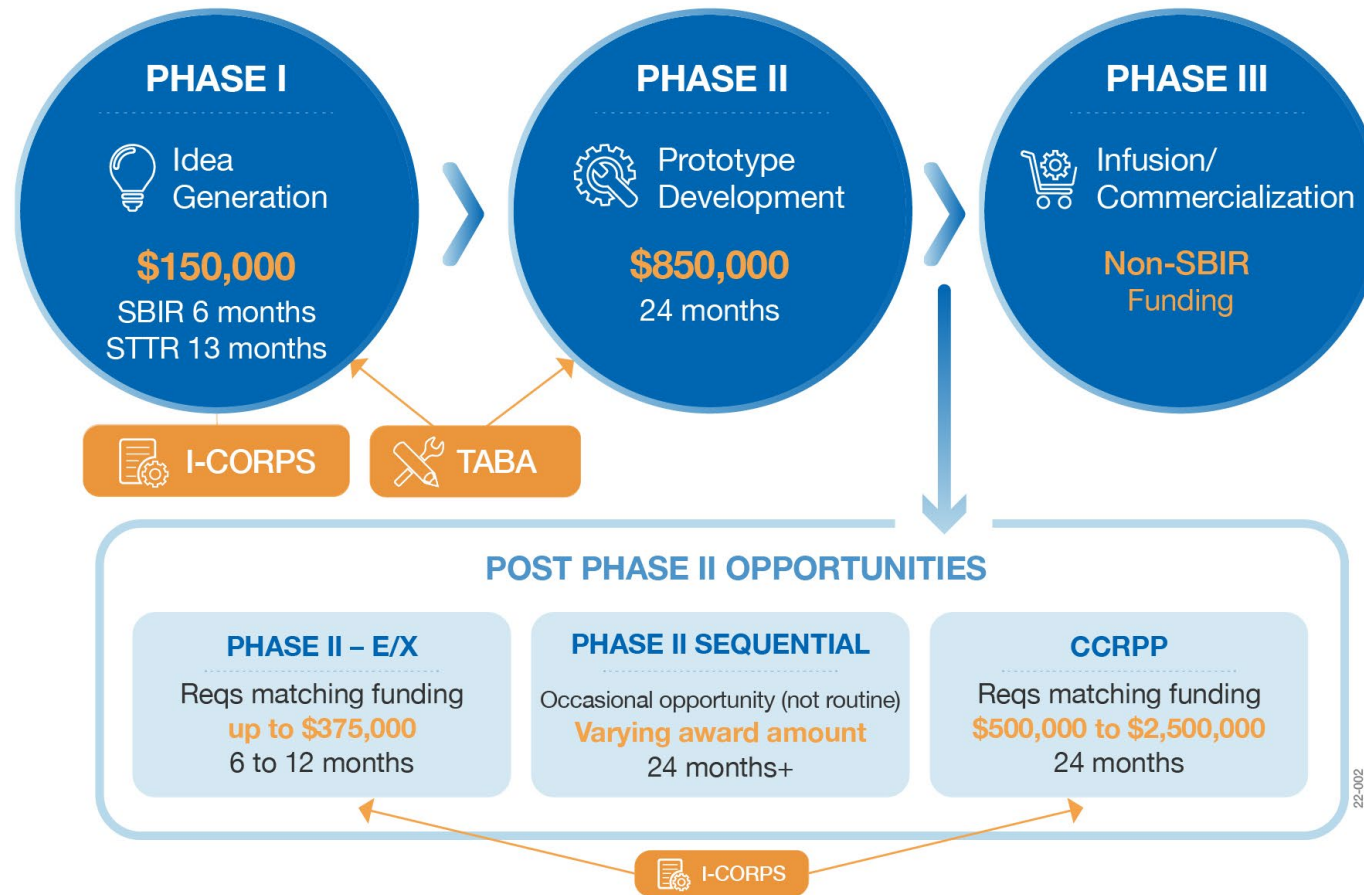 PHASE I
Idea
Generation
$150,000
SBIR 6 months
STTR 13 months
PHASE II
Prototype
Development
$850,000
24 months
PHASE III
Infusion/
Commercialization
Non-SBIR
Funding
I-CORPS
TABA
POST PHASE II OPPORTUNITIES
PHASE II – E/X
Reqs matching funding
up to $375,000
6 to 12 months
PHASE II SEQUENTIAL
Occasional opportunity (not routine)
Varying award amount
24 months+
CCRPP
Reqs matching funding
$500,000 to $2,500,000
24 months
22-002
I-CORPS